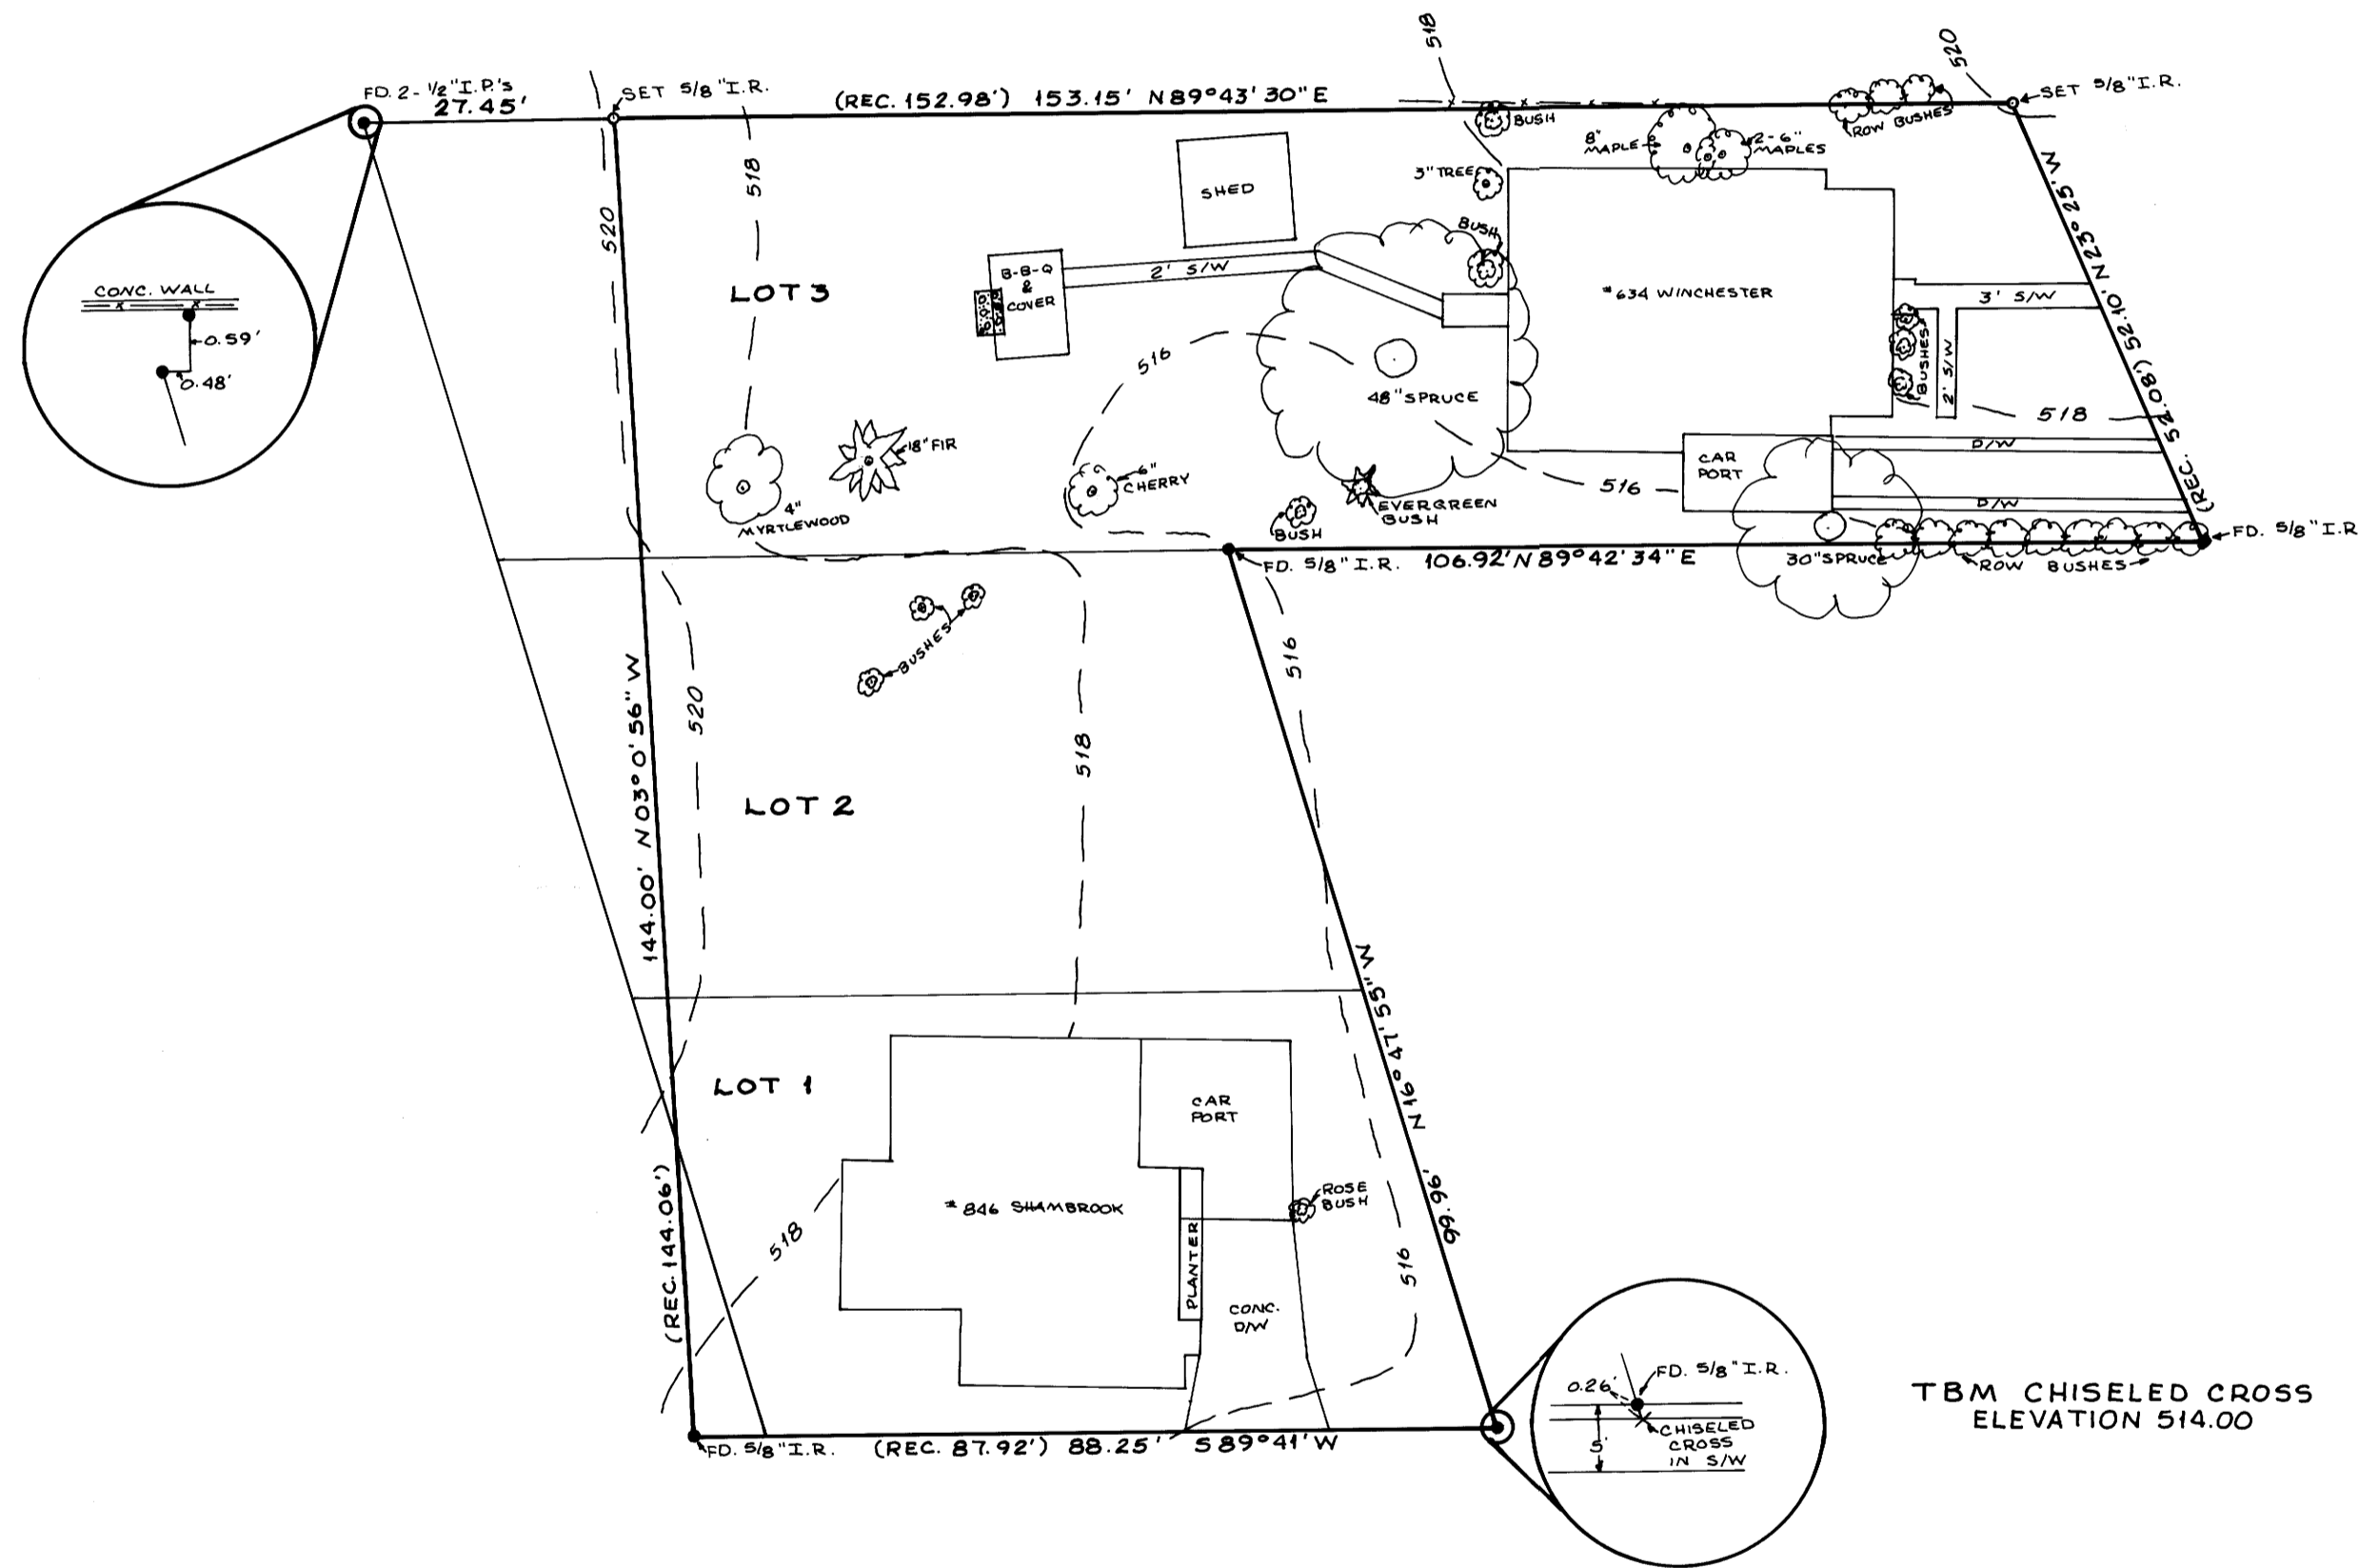 518
520
FD. 2- 1/2" I.P.'s
27.45'
SET 5/8" I.R.
(REC. 152.98') 153.15' N89°43'30"E
SET 5/8" I.R.
BUSH
8" MAPLE
2-6" MAPLES
ROW BUSHES
3" TREE
518
520
SHED
BUSH
B-B-Q
&
COVER
2' S/W
LOT 3
#634 WINCHESTER
3' S/W
N23°25'W
52.10'
(REC. 52.08')
CONC. WALL
0.59'
0.48'
516
BUSHES
2' S/W
48" SPRUCE
518
D/W
CAR
PORT
18" FIR
6"
CHERRY
516
D/W
4"
MYRTLEWOOD
EVERGREEN
BUSH
BUSH
FD. 5/8" I.R
FD. 5/8" I.R. 106.92' N89°42'34"E
30" SPRUCE
ROW BUSHES
BUSHES
516
520
518
144.00' N03°0'56"W
LOT 2
N16°47'55"W
99.96'
LOT 1
CAR
PORT
(REC. 144.06')
518
#846 SHAMBROOK
ROSE
BUSH
PLANTER
516
CONC.
D/W
FD. 5/8" I.R.
(REC. 87.92') 88.25' S89°41'W
FD. 5/8" I.R.
0.26'
5'
CHISELED
CROSS
IN S/W
TBM CHISELED CROSS
ELEVATION 514.00